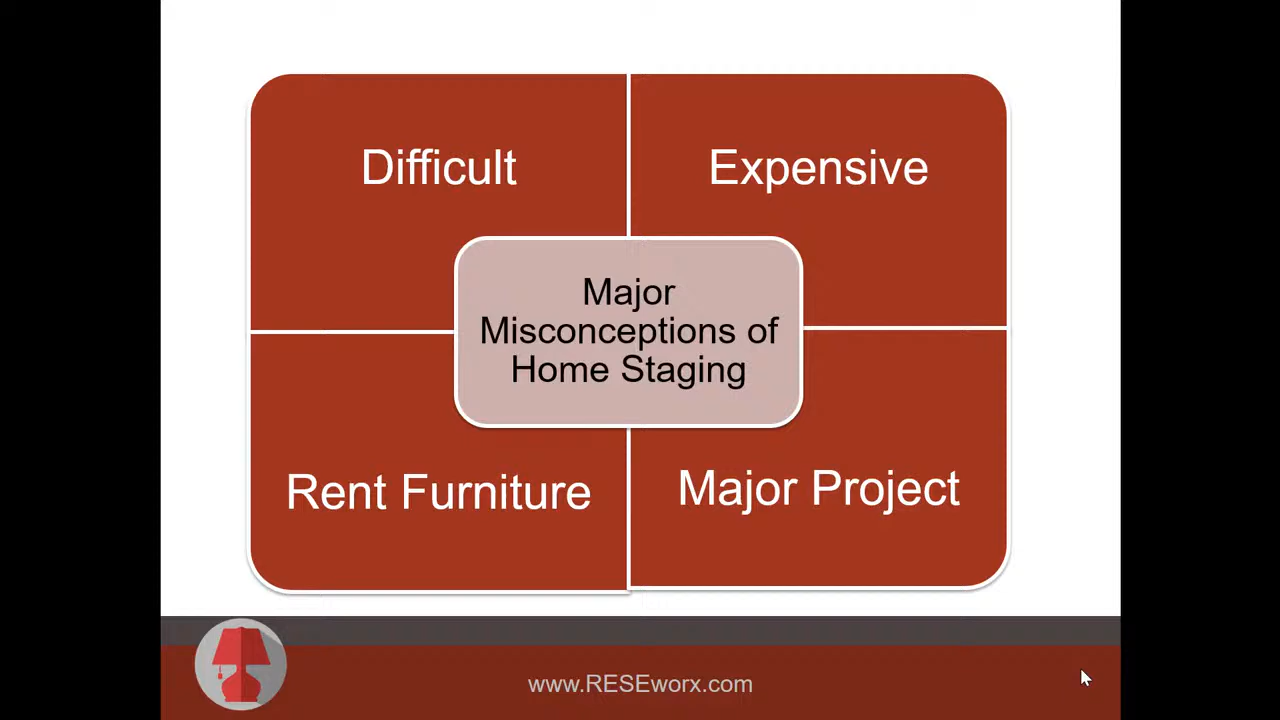 Difficult
Expensive
Major
Misconceptions of
Home Staging
Rent Furniture
Major Project
www.RESEworx.com